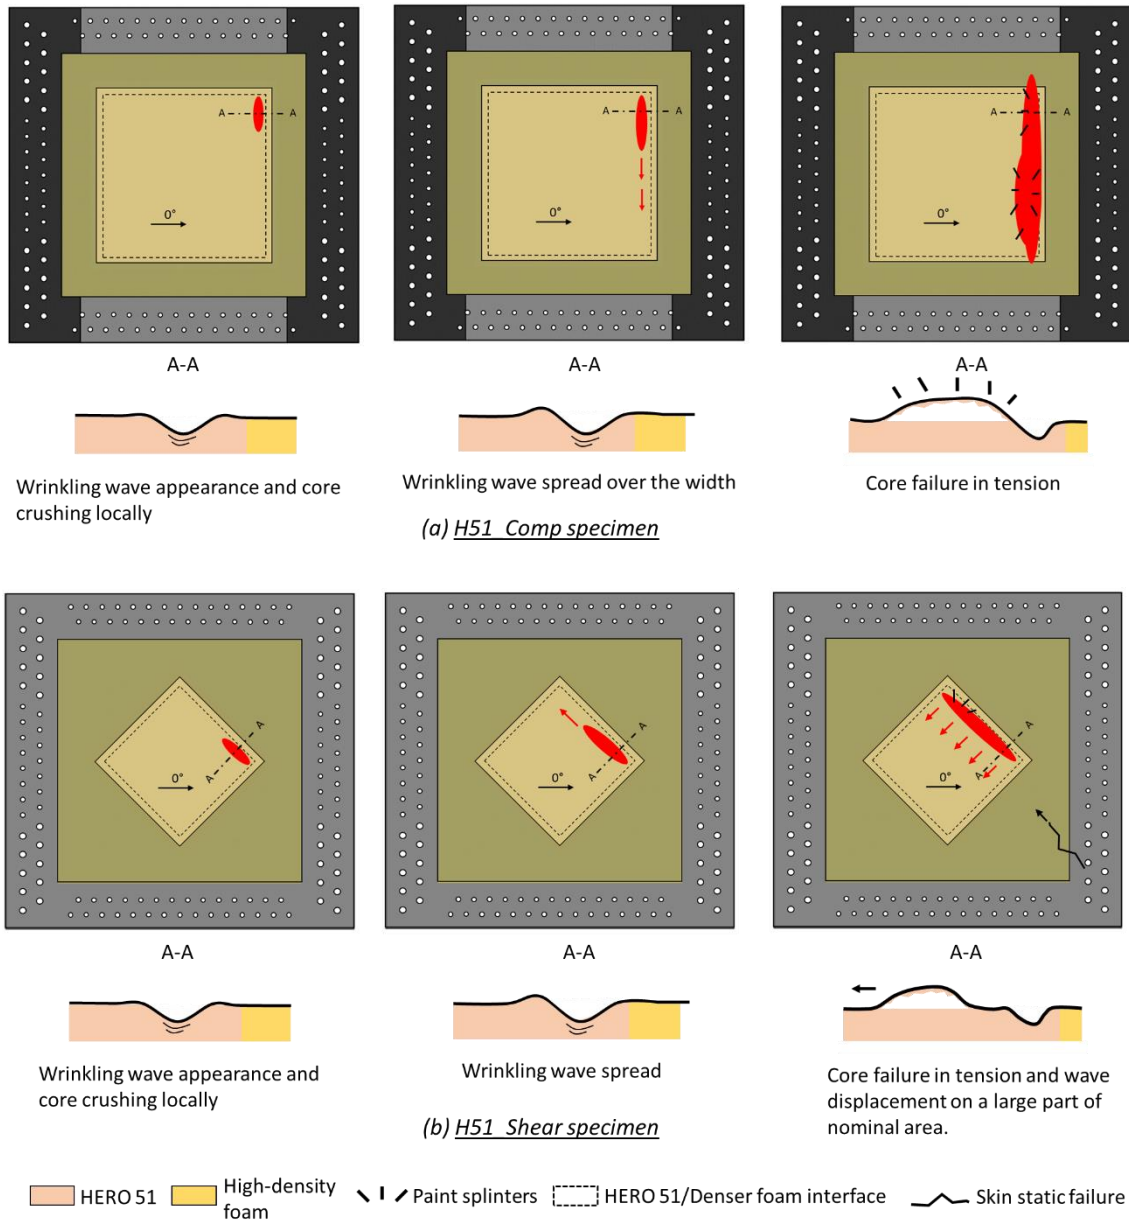 A A
0°
A A
0°
A A
0°
A-A
A-A
A-A
Wrinkling wave appearance and core
crushing locally
Wrinkling wave spread over the width
Core failure in tension
(a) H51_Comp specimen
A
A
0°
A
A
0°
A
A
0°
A-A
A-A
A-A
Wrinkling wave appearance and
core crushing locally
Wrinkling wave spread
Core failure in tension and wave
displacement on a large part of
nominal area.
(b) H51_Shear specimen
HERO 51
High-density
foam
Paint splinters
HERO 51/Denser foam interface
Skin static failure